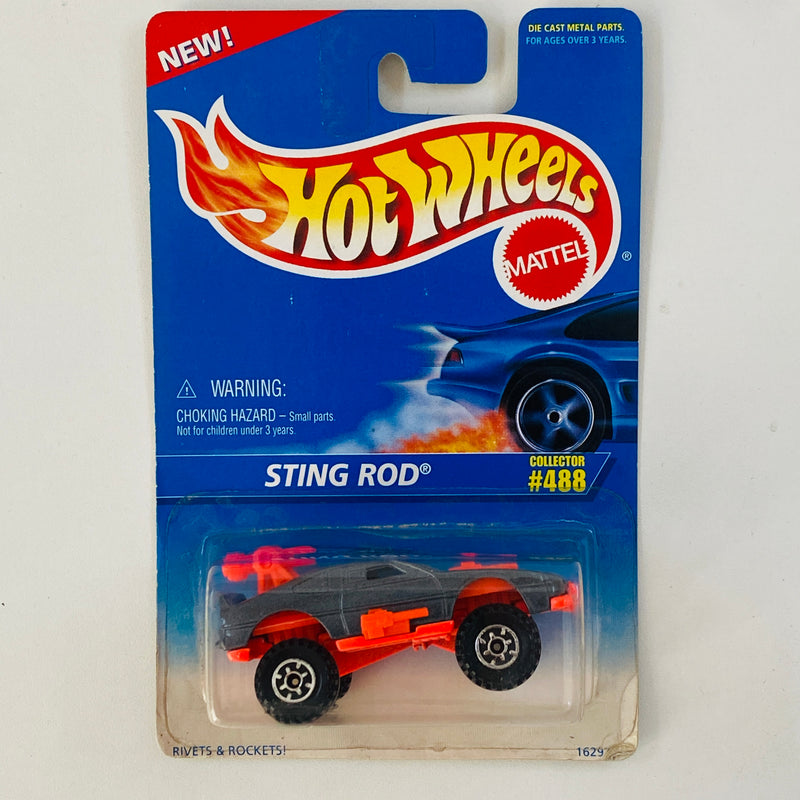 NEW!
DIE CAST METAL PARTS.
FOR AGES OVER 3 YEARS.
Hot Wheels
MATTEL
®
⚠ WARNING:
CHOKING HAZARD – Small parts.
Not for children under 3 years.
STING ROD®
COLLECTOR
#488
RIVETS & ROCKETS!
1629